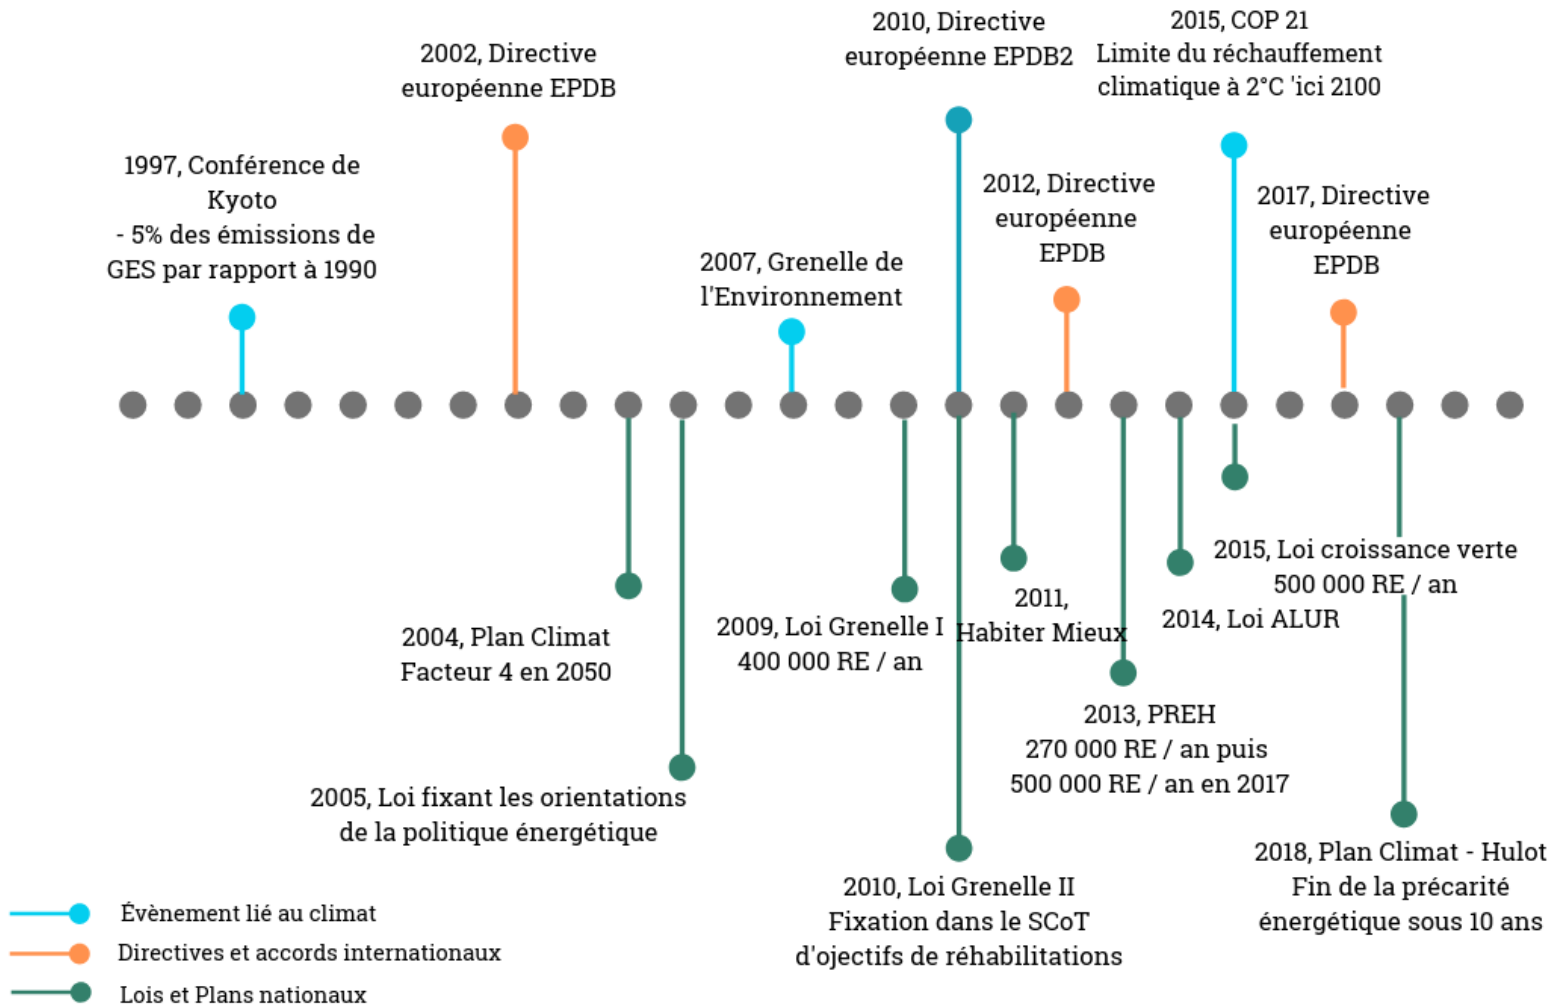 1997, Conférence de
Kyoto
- 5% des émissions de
GES par rapport à 1990
2002, Directive
européenne EPDB
2007, Grenelle de
l'Environnement
2010, Directive
européenne EPDB2
2012, Directive
européenne
EPDB
2015, COP 21
Limite du réchauffement
climatique à 2°C 'ici 2100
2017, Directive
européenne
EPDB
2004, Plan Climat
Facteur 4 en 2050
2005, Loi fixant les orientations
de la politique énergétique
2009, Loi Grenelle I
400 000 RE / an
2010, Loi Grenelle II
Fixation dans le SCoT
d'ojectifs de réhabilitations
2011,
Habiter Mieux
2013, PREH
270 000 RE / an puis
500 000 RE / an en 2017
2014, Loi ALUR
2015, Loi croissance verte
500 000 RE / an
2018, Plan Climat - Hulot
Fin de la précarité
énergétique sous 10 ans
Évènement lié au climat
Directives et accords internationaux
Lois et Plans nationaux